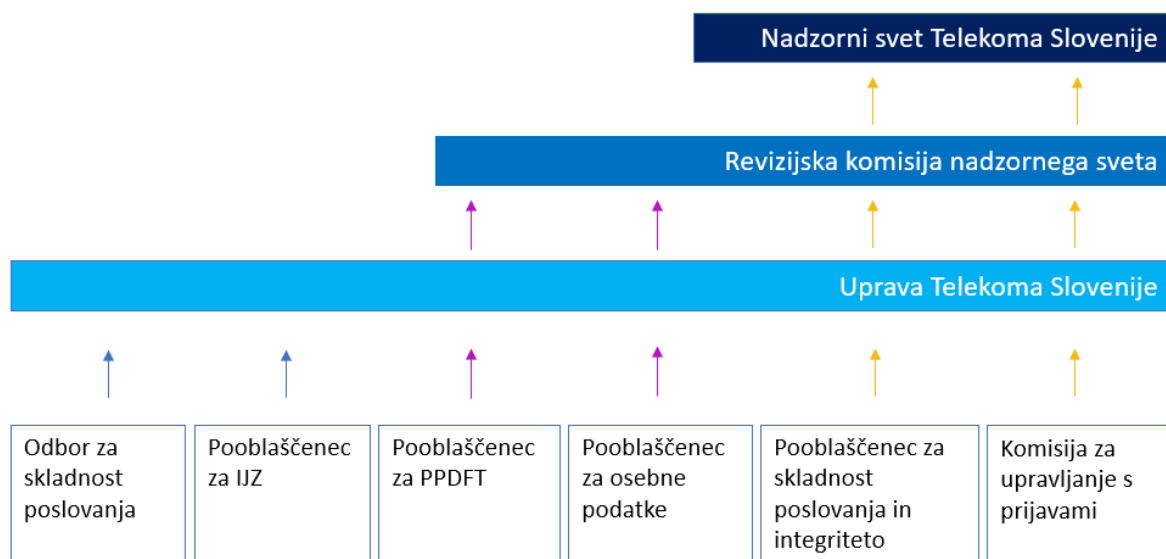 Nadzorni svet Telekoma Slovenije
Revizijska komisija nadzornega sveta
Uprava Telekoma Slovenije
Odbor za
skladnost
poslovanja
Pooblaščenec
za IJZ
Pooblaščenec
za PPDFT
Pooblaščenec
za osebne
podatke
Pooblaščenec za
skladnost
poslovanja in
integriteto
Komisija za
upravljanje s
prijavami